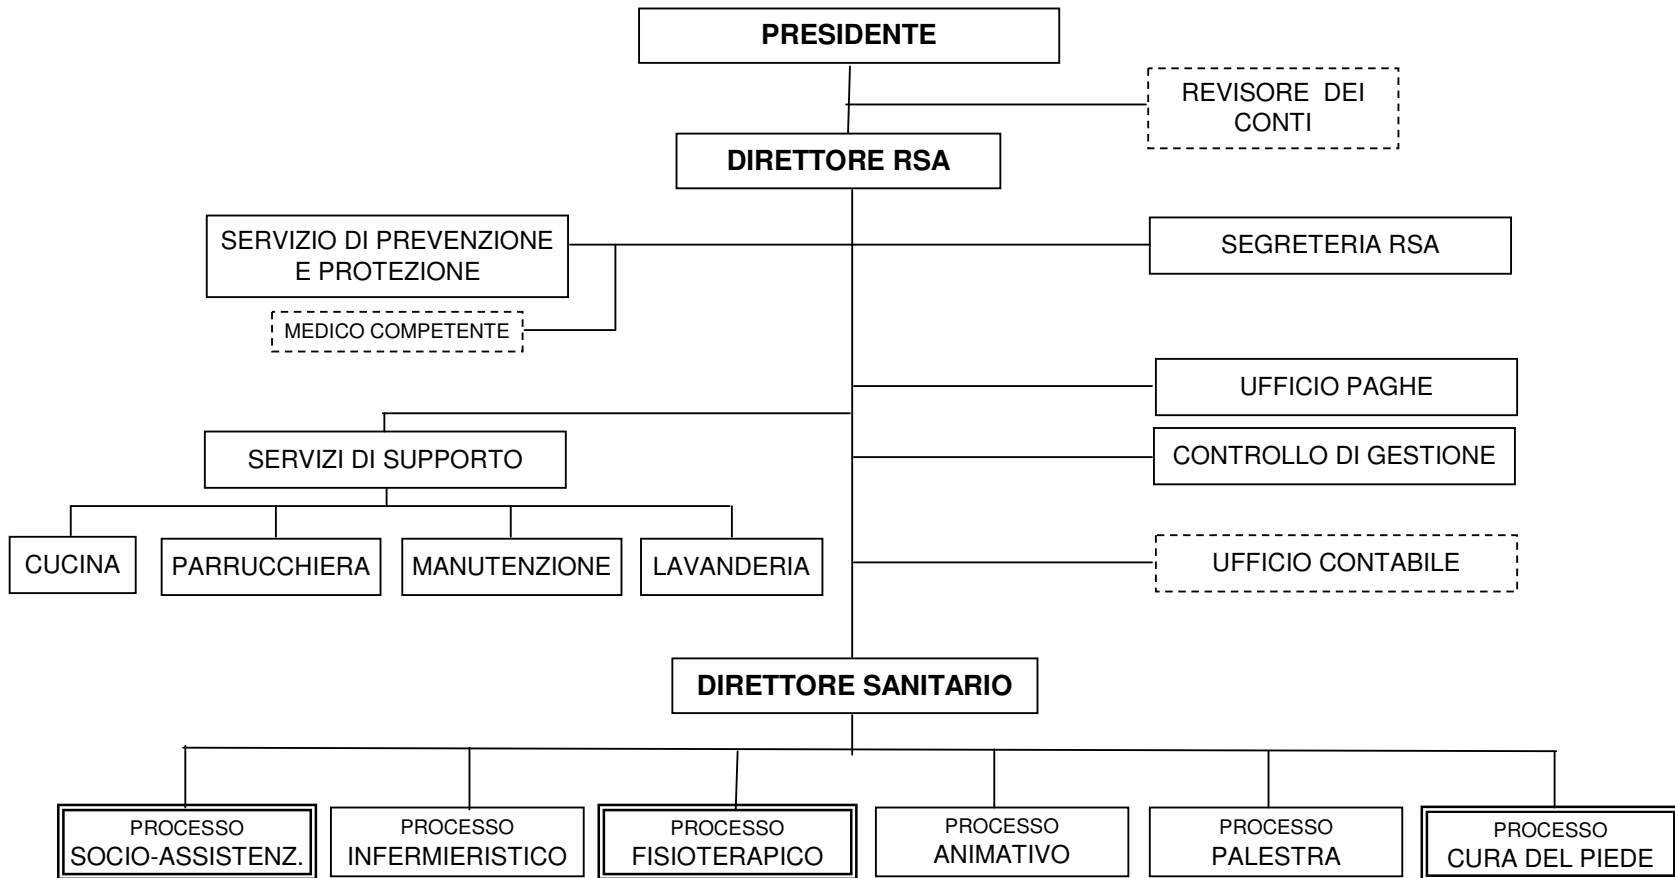 PRESIDENTE
REVISORE DEI
CONTI
DIRETTORE RSA
SERVIZIO DI PREVENZIONE
E PROTEZIONE
SEGRETERIA RSA
MEDICO COMPETENTE
UFFICIO PAGHE
SERVIZI DI SUPPORTO
CONTROLLO DI GESTIONE
CUCINA
PARRUCCHIERA
MANUTENZIONE
LAVANDERIA
UFFICIO CONTABILE
DIRETTORE SANITARIO
PROCESSO
SOCIO-ASSISTENZ.
PROCESSO
INFERMIERISTICO
PROCESSO
FISIOTERAPICO
PROCESSO
ANIMATIVO
PROCESSO
PALESTRA
PROCESSO
CURA DEL PIEDE